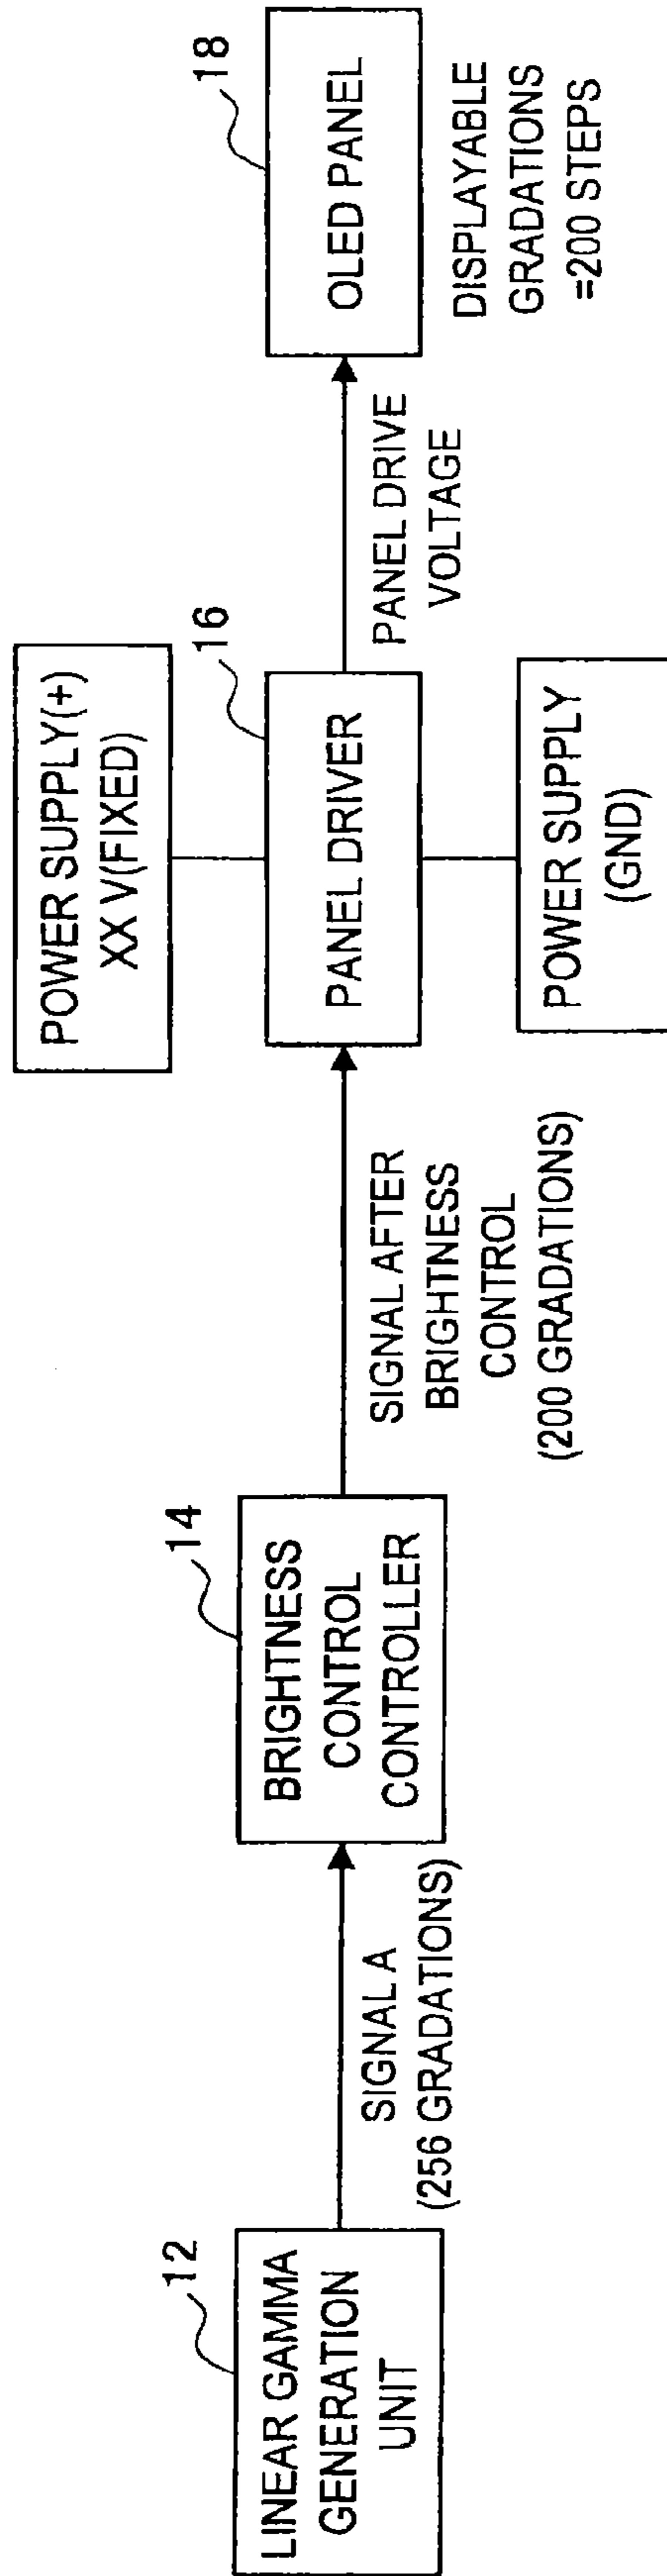 12
LINEAR GAMMA
GENERATION
UNIT
SIGNAL A
(256 GRADATIONS)
14
BRIGHTNESS
CONTROL
CONTROLLER
SIGNAL AFTER
BRIGHTNESS
CONTROL
(200 GRADATIONS)
POWER SUPPLY(+)
XX V(FIXED)
16
PANEL DRIVER
POWER SUPPLY
(GND)
PANEL DRIVE
VOLTAGE
18
OLED PANEL
DISPLAYABLE
GRADATIONS
=200 STEPS